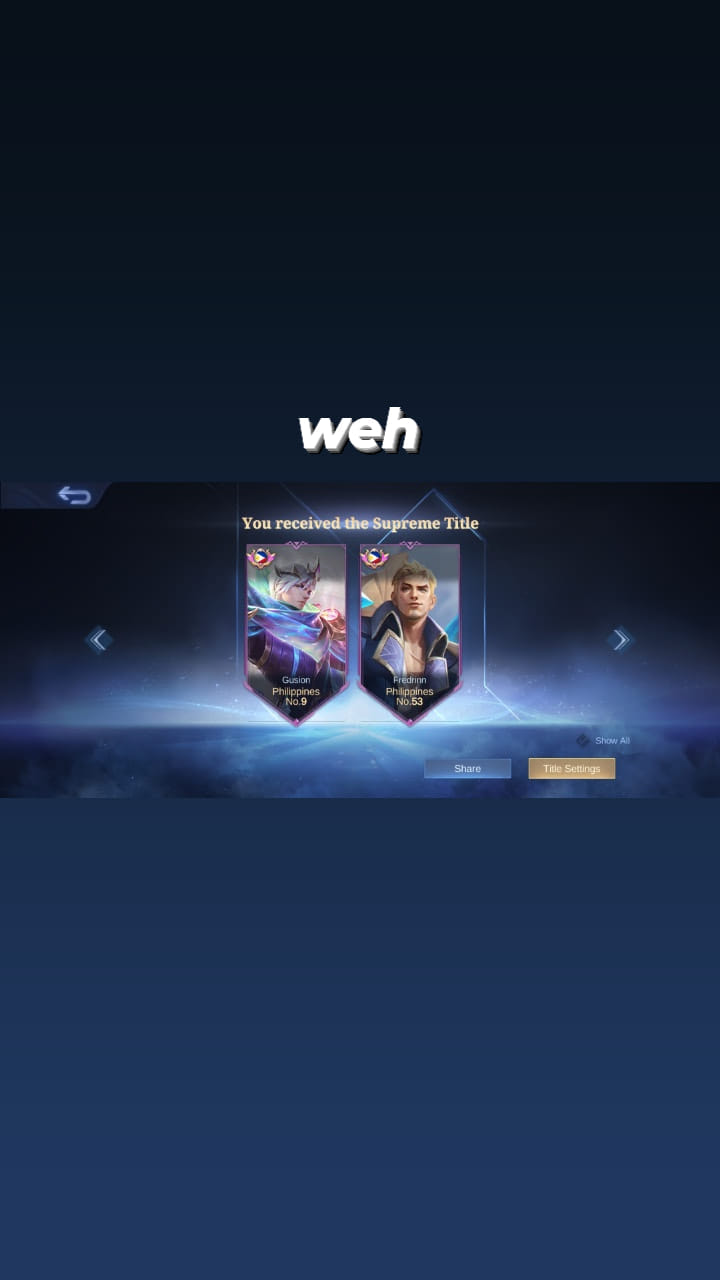 weh
You received the Supreme Title
Gusion
Philippines
No.9
Fredrinn
Philippines
No.53
Show All
Share
Title Settings